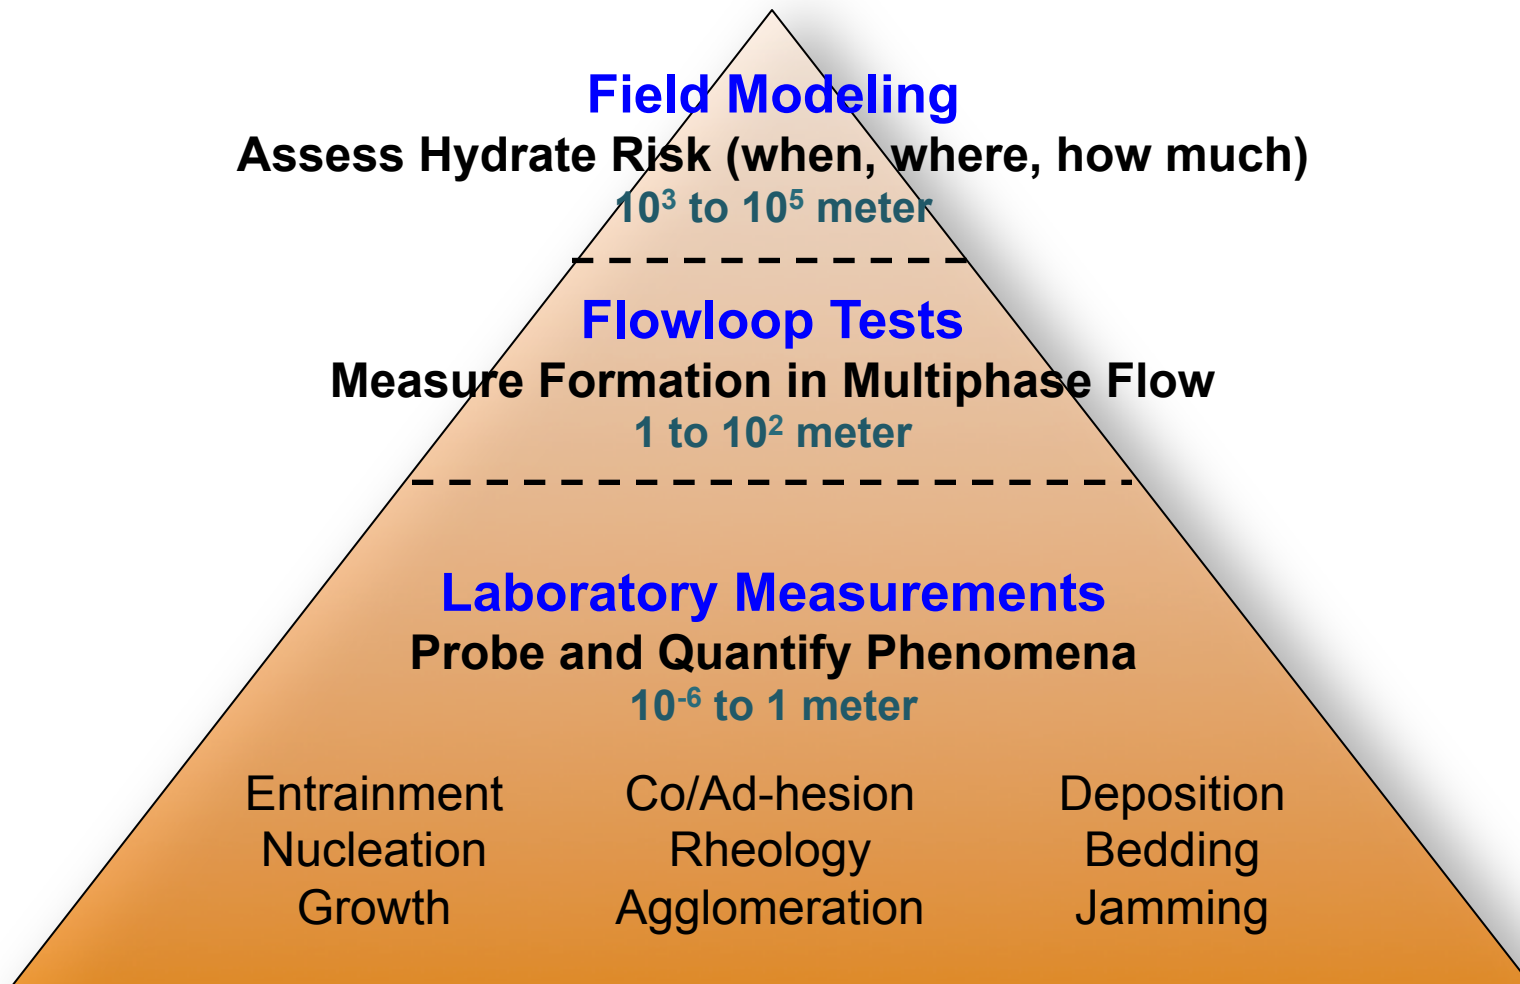 Field Modeling
Assess Hydrate Risk (when, where, how much)
10³ to 10⁵ meter
Flowloop Tests
Measure Formation in Multiphase Flow
1 to 10² meter
Laboratory Measurements
Probe and Quantify Phenomena
10⁻⁶ to 1 meter
Entrainment Co/Ad-hesion Deposition
Nucleation Rheology Bedding
Growth Agglomeration Jamming